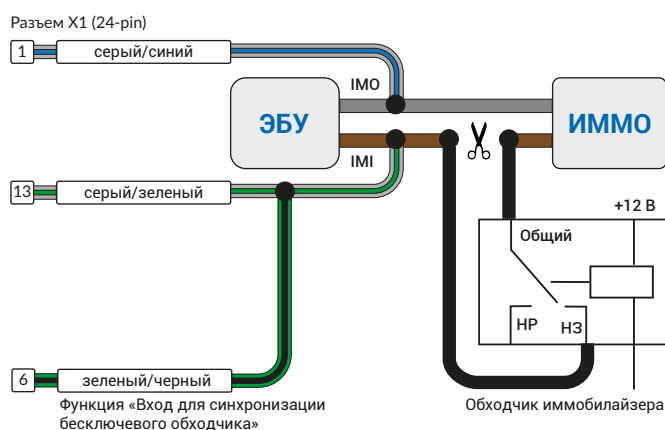 Разъем X1 (24-pin)
1
серый/синий
IMO
ЭБУ
ИММО
IMI
13
серый/зеленый
+12 В
Общий
НР
НЗ
6
зеленый/черный
Функция «Вход для синхронизации
бесключевого обходчика»
Обходчик иммобилайзера